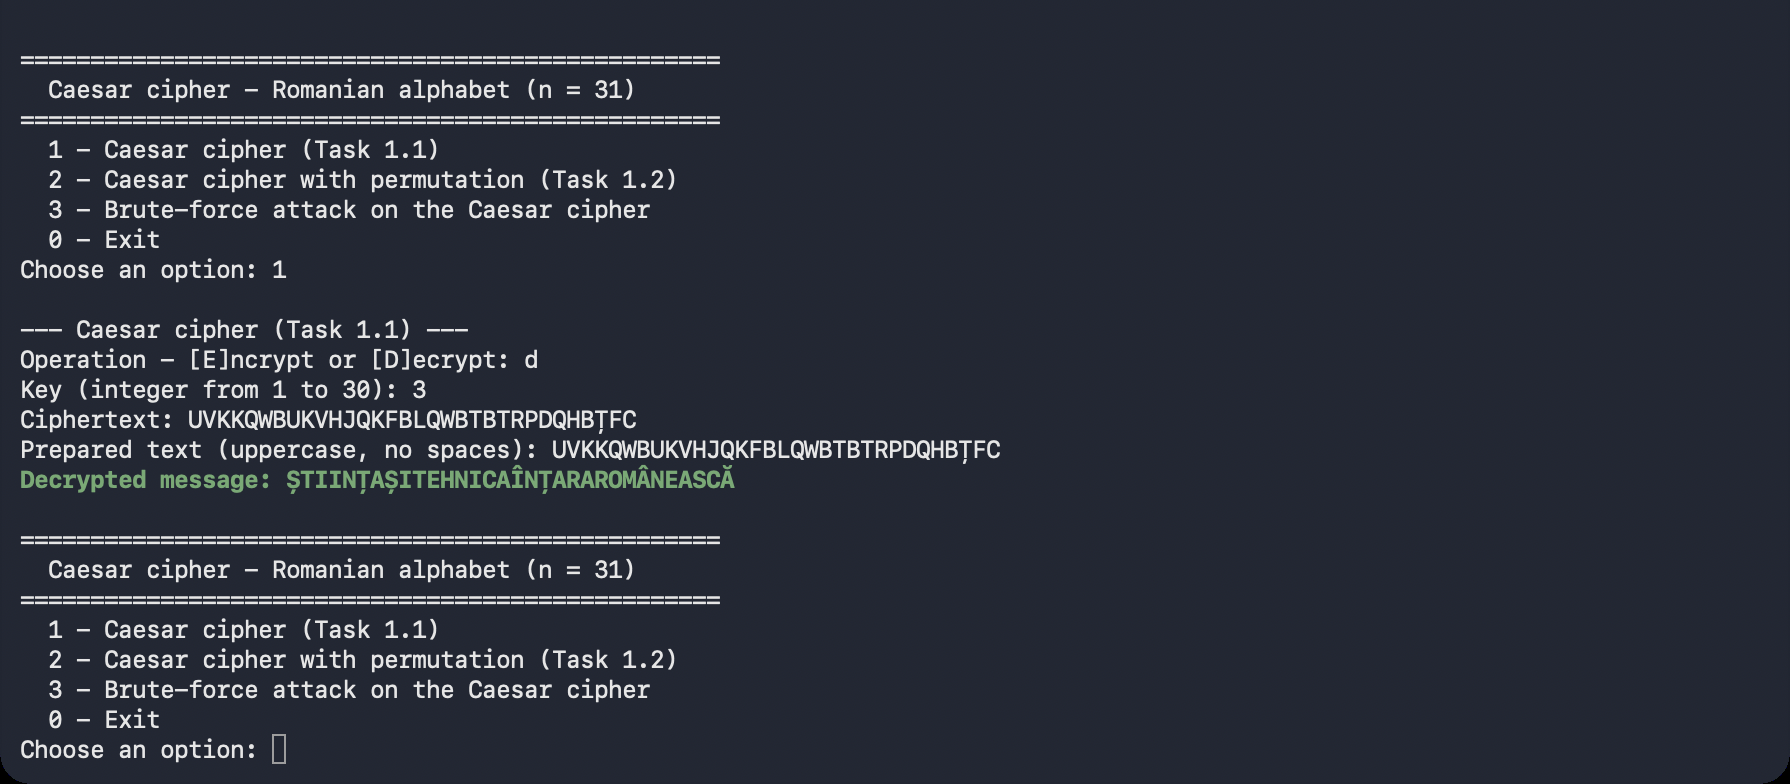 ==================================================
  Caesar cipher – Romanian alphabet (n = 31)
==================================================
  1 – Caesar cipher (Task 1.1)
  2 – Caesar cipher with permutation (Task 1.2)
  3 – Brute-force attack on the Caesar cipher
  0 – Exit
Choose an option: 1
--- Caesar cipher (Task 1.1) ---
Operation – [E]ncrypt or [D]ecrypt: d
Key (integer from 1 to 30): 3
Ciphertext: UVKKQWBUKVHJQKFBLQWBTBTRPDQHBȚFC
Prepared text (uppercase, no spaces): UVKKQWBUKVHJQKFBLQWBTBTRPDQHBȚFC
Decrypted message: ȘTIINȚAȘITEHNICAÎNȚARAROMÂNEASCĂ
==================================================
  Caesar cipher – Romanian alphabet (n = 31)
==================================================
  1 – Caesar cipher (Task 1.1)
  2 – Caesar cipher with permutation (Task 1.2)
  3 – Brute-force attack on the Caesar cipher
  0 – Exit
Choose an option: